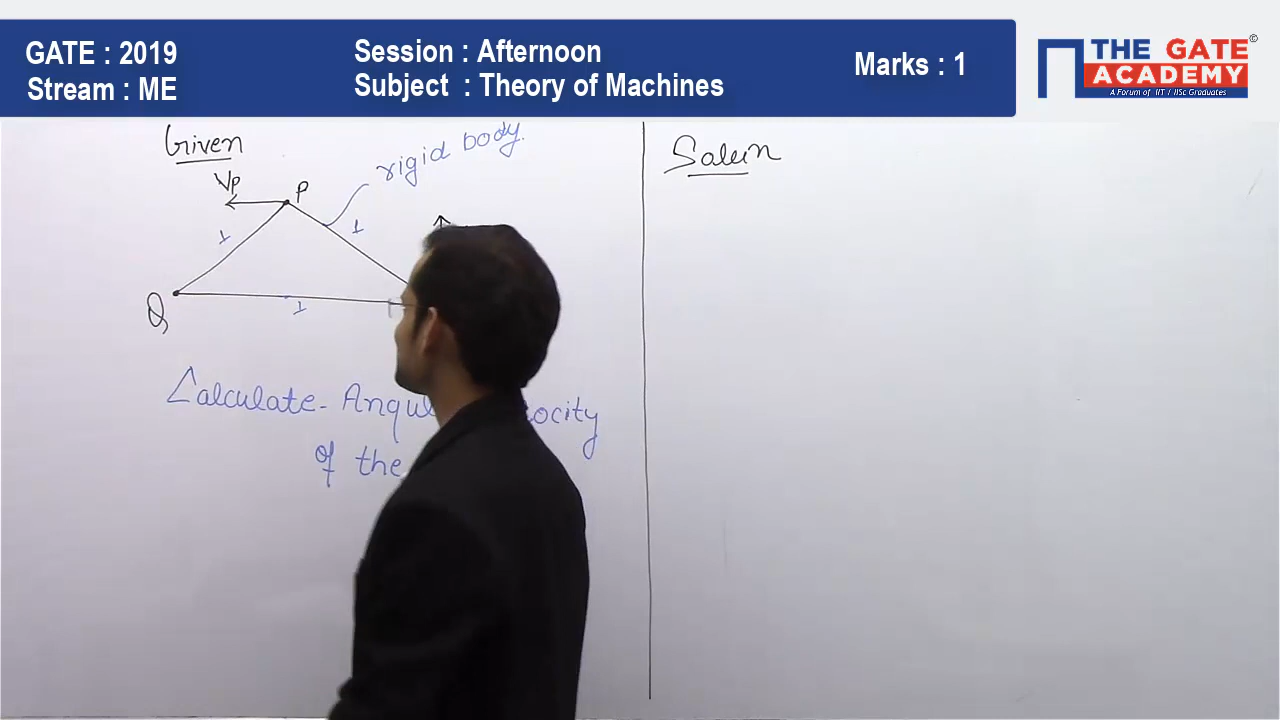 GATE : 2019
Stream : ME
Session : Afternoon
Subject : Theory of Machines
Marks : 1
THE GATE
ACADEMY
©
A Forum of IIT / IISc Graduates
Given
rigid body.
Vp
P
1
1
Q
1
Calculate - Angul ocity
of the
Soluin